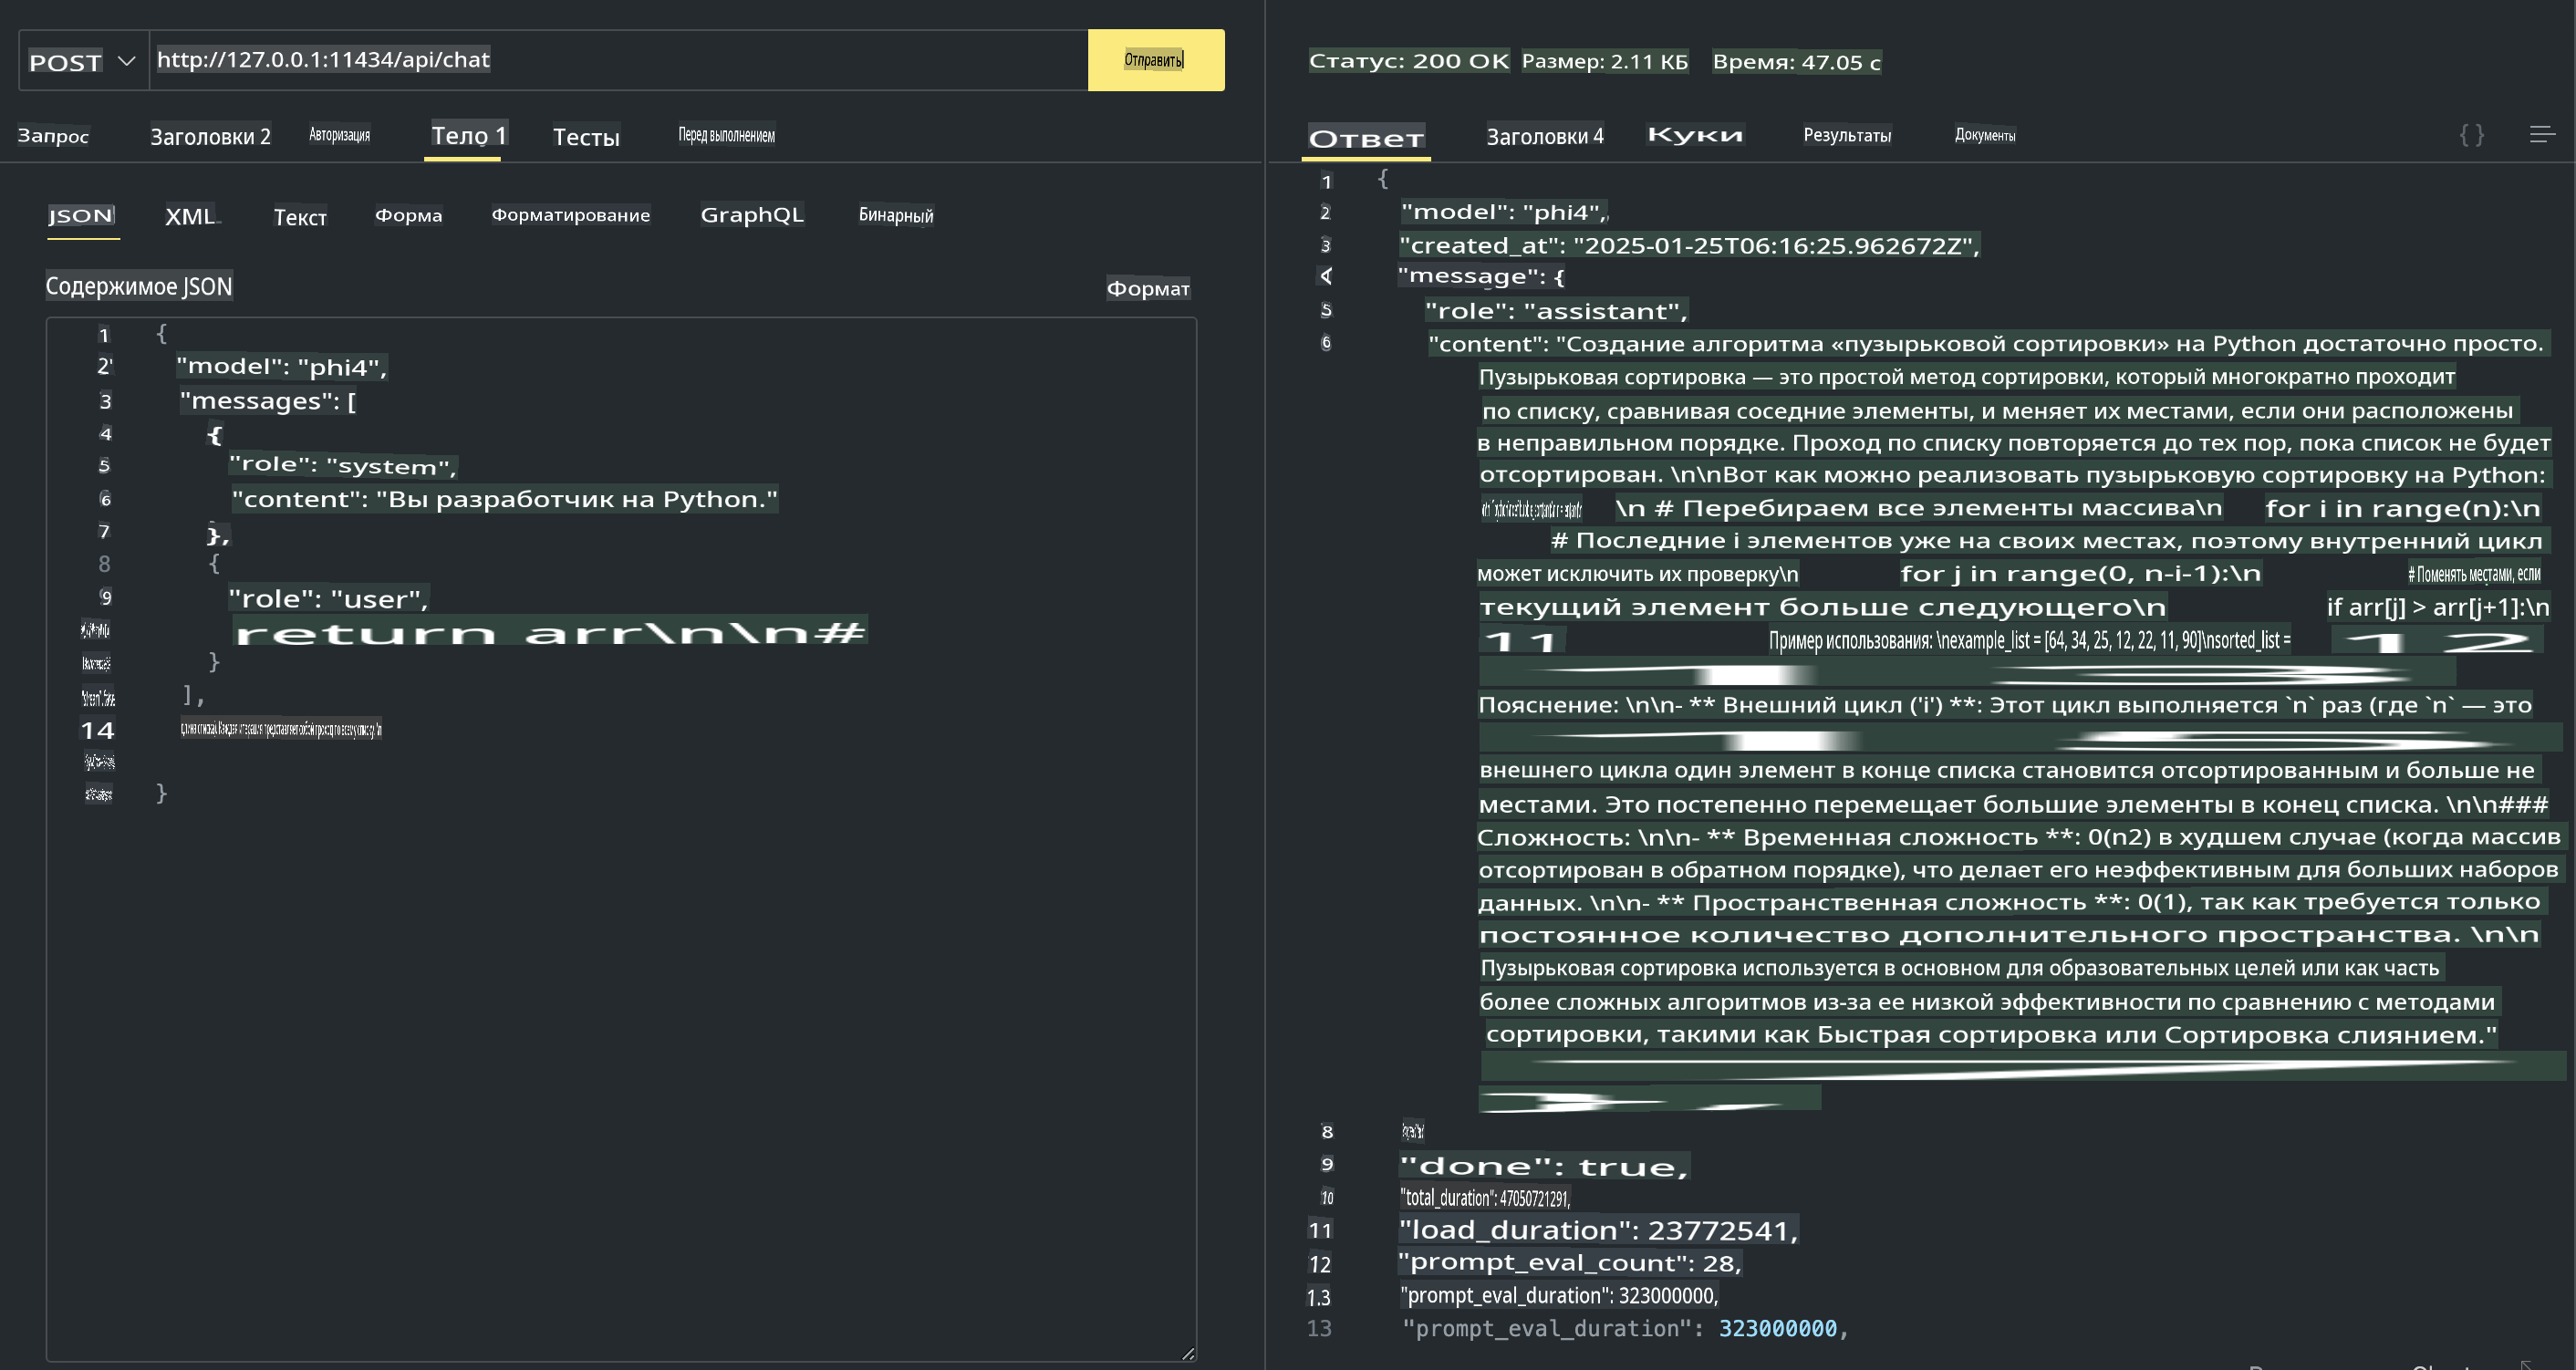 POST http://127.0.0.1:11434/api/chat Отправить
Запрос Заголовки 2 Авторизация Тело 1 Тесты Перед выполнением
JSON XML Текст Форма Форматирование GraphQL Бинарный
Содержимое JSON Формат
1 {
2 "model": "phi4",
3 "messages": [
4 {
5 "role": "system",
6 "content": "Вы разработчик на Python."
7 },
8 {
9 "role": "user",
return arr\n\n#
}
],
14
}
Статус: 200 OK Размер: 2.11 КБ Время: 47.05 с
Ответ Заголовки 4 Куки Результаты Документы
{}
1 {
2 "model": "phi4",
3 "created_at": "2025-01-25T06:16:25.962672Z",
4 "message": {
5 "role": "assistant",
6 "content": "Создание алгоритма «пузырьковой сортировки» на Python достаточно просто.
Пузырьковая сортировка — это простой метод сортировки, который многократно проходит
по списку, сравнивая соседние элементы, и меняет их местами, если они расположены
в неправильном порядке. Проход по списку повторяется до тех пор, пока список не будет
отсортирован. \n\nВот как можно реализовать пузырьковую сортировку на Python:
\n # Перебираем все элементы массива\n for i in range(n):\n
# Последние i элементов уже на своих местах, поэтому внутренний цикл
может исключить их проверку\n for j in range(0, n-i-1):\n # Поменять местами, если
текущий элемент больше следующего\n if arr[j] > arr[j+1]:\n
11 Пример использования: \nexample_list = [64, 34, 25, 12, 22, 11, 90]\nsorted_list = 12
Пояснение: \n\n- ** Внешний цикл ('i') **: Этот цикл выполняется `n` раз (где `n` — это
внешнего цикла один элемент в конце списка становится отсортированным и больше не
местами. Это постепенно перемещает большие элементы в конец списка. \n\n###
Сложность: \n\n- ** Временная сложность **: 0(n2) в худшем случае (когда массив
отсортирован в обратном порядке), что делает его неэффективным для больших наборов
данных. \n\n- ** Пространственная сложность **: 0(1), так как требуется только
постоянное количество дополнительного пространства. \n\n
Пузырьковая сортировка используется в основном для образовательных целей или как часть
более сложных алгоритмов из-за ее низкой эффективности по сравнению с методами
сортировки, такими как Быстрая сортировка или Сортировка слиянием."
8
9 "done": true,
10 "total_duration": 47050721291,
11 "load_duration": 23772541,
12 "prompt_eval_count": 28,
1.3 "prompt_eval_duration": 323000000,
13 "prompt_eval_duration": 323000000,